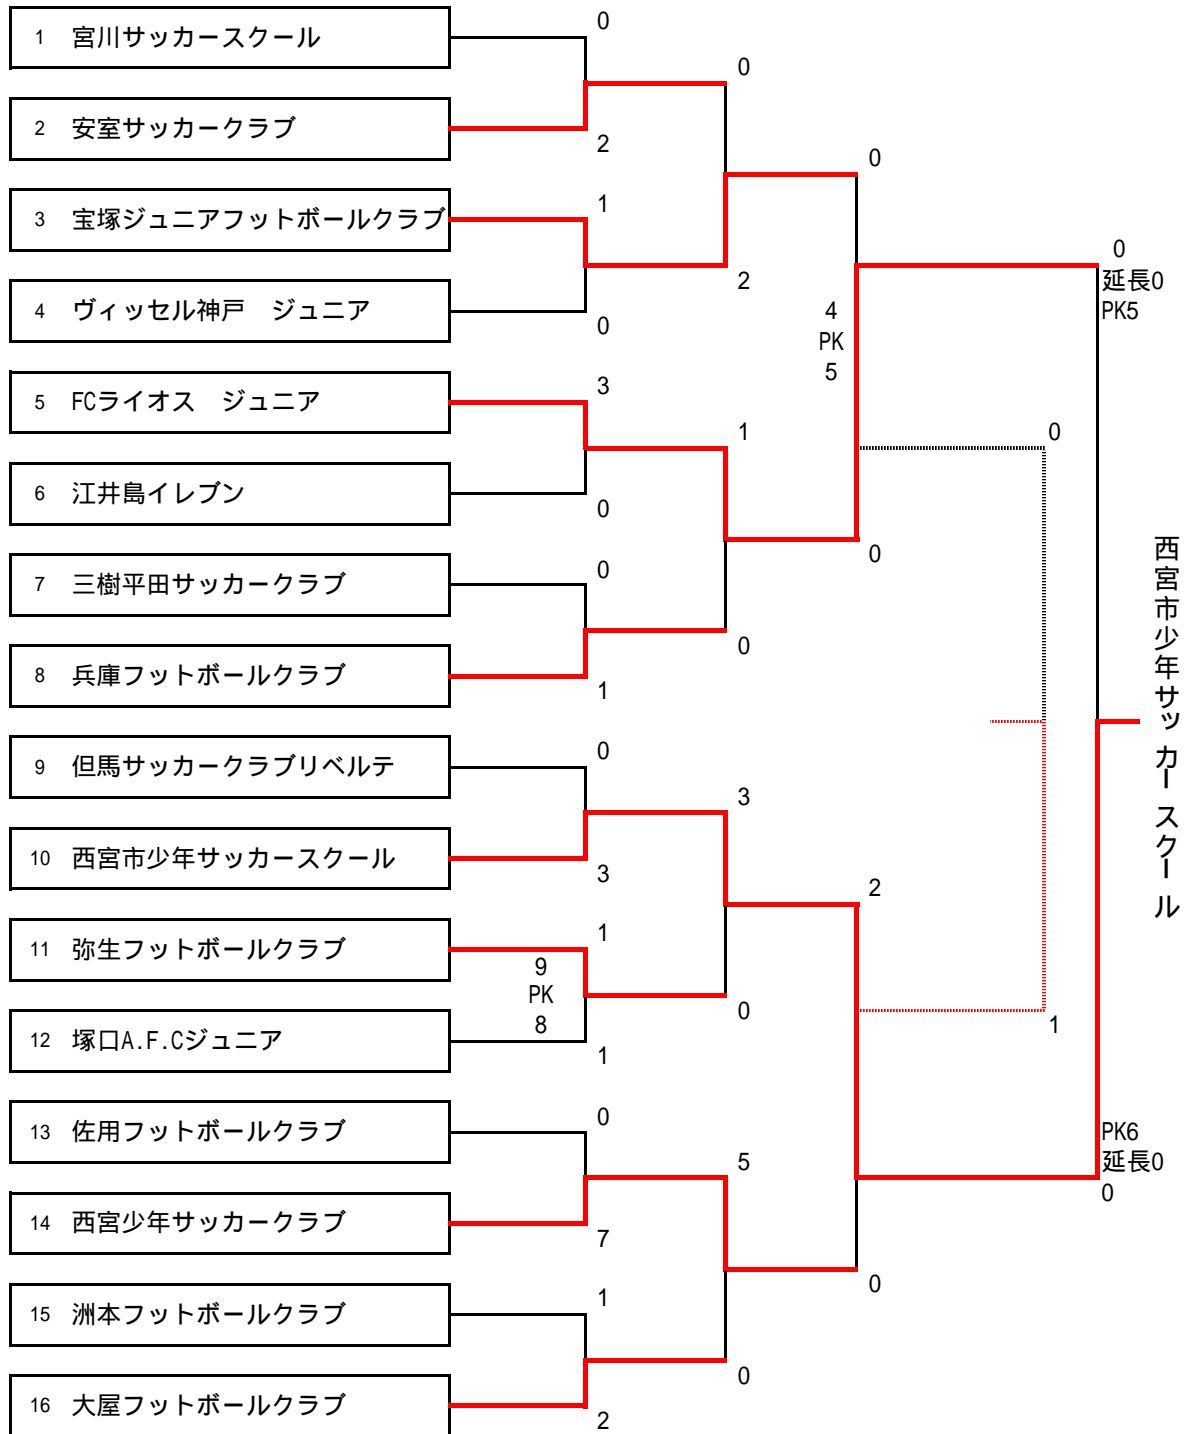 1 宮川サッカースクール
2 安室サッカークラブ
3 宝塚ジュニアフットボールクラブ
4 ヴィッセル神戸　ジュニア
5 FCライオス　ジュニア
6 江井島イレブン
7 三樹平田サッカークラブ
8 兵庫フットボールクラブ
9 但馬サッカークラブリベルテ
10 西宮市少年サッカースクール
11 弥生フットボールクラブ
12 塚口A.F.Cジュニア
13 佐用フットボールクラブ
14 西宮少年サッカークラブ
15 洲本フットボールクラブ
16 大屋フットボールクラブ
0
2
1
0
3
0
0
1
0
3
1
9
PK
8
1
0
7
1
2
0
2
1
0
3
0
5
0
0
4
PK
5
0
2
0
0
1
0
延長0
PK5
PK6
延長0
0
西宮市少年サッカースクール